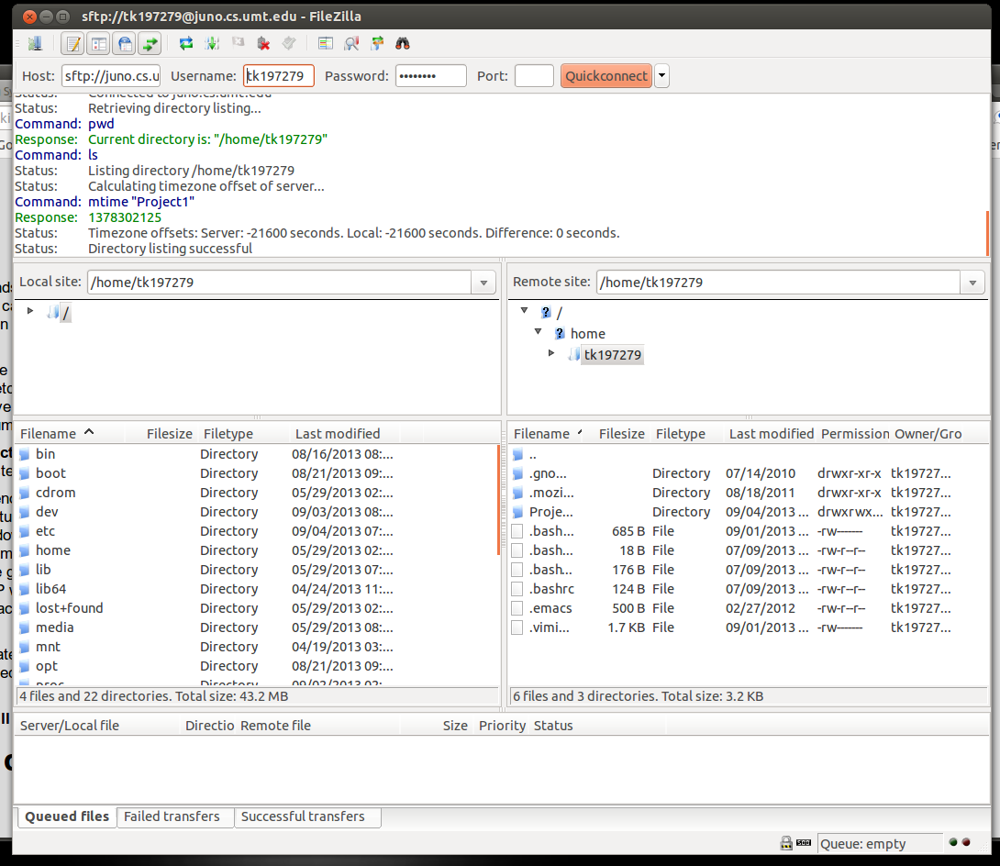 sftp://tk197279@juno.cs.umt.edu - FileZilla
Host: sftp://juno.cs.u Username: tk197279 Password: •••••••• Port: Quickconnect
Status: Connected to juno.cs.umt.edu
Status: Retrieving directory listing...
Command: pwd
Response: Current directory is: "/home/tk197279"
Command: ls
Status: Listing directory /home/tk197279
Status: Calculating timezone offset of server...
Command: mtime "Project1"
Response: 1378302125
Status: Timezone offsets: Server: -21600 seconds. Local: -21600 seconds. Difference: 0 seconds.
Status: Directory listing successful
Local site: /home/tk197279
/
Filename Filesize Filetype Last modified
bin Directory 08/16/2013 08:...
boot Directory 08/21/2013 09:...
cdrom Directory 05/29/2013 02:...
dev Directory 09/03/2013 08:...
etc Directory 09/04/2013 07:...
home Directory 05/29/2013 02:...
lib Directory 05/29/2013 07:...
lib64 Directory 04/24/2013 11:...
lost+found Directory 05/29/2013 02:...
media Directory 05/29/2013 08:...
mnt Directory 04/19/2013 03:...
opt Directory 08/21/2013 09:...
proc Directory 09/02/2013 02:...
4 files and 22 directories. Total size: 43.2 MB
Remote site: /home/tk197279
/
home
tk197279
Filename Filesize Filetype Last modified Permission Owner/Gro
..
.gno... Directory 07/14/2010 drwxr-xr-x tk19727...
.mozi... Directory 08/18/2011 drwxr-xr-x tk19727...
Proje... Directory 09/04/2013 ... drwxrwx... tk19727...
.bash... 685 B File 09/01/2013 ... -rw------- tk19727...
.bash... 18 B File 07/09/2013 ... -rw-r--r-- tk19727...
.bash... 176 B File 07/09/2013 ... -rw-r--r-- tk19727...
.bashrc 124 B File 07/09/2013 ... -rw-r--r-- tk19727...
.emacs 500 B File 02/27/2012 -rw-r--r-- tk19727...
.vimi... 1.7 KB File 09/01/2013 ... -rw------- tk19727...
6 files and 3 directories. Total size: 3.2 KB
Server/Local file Directio Remote file Size Priority Status
Queued files Failed transfers Successful transfers
Queue: empty